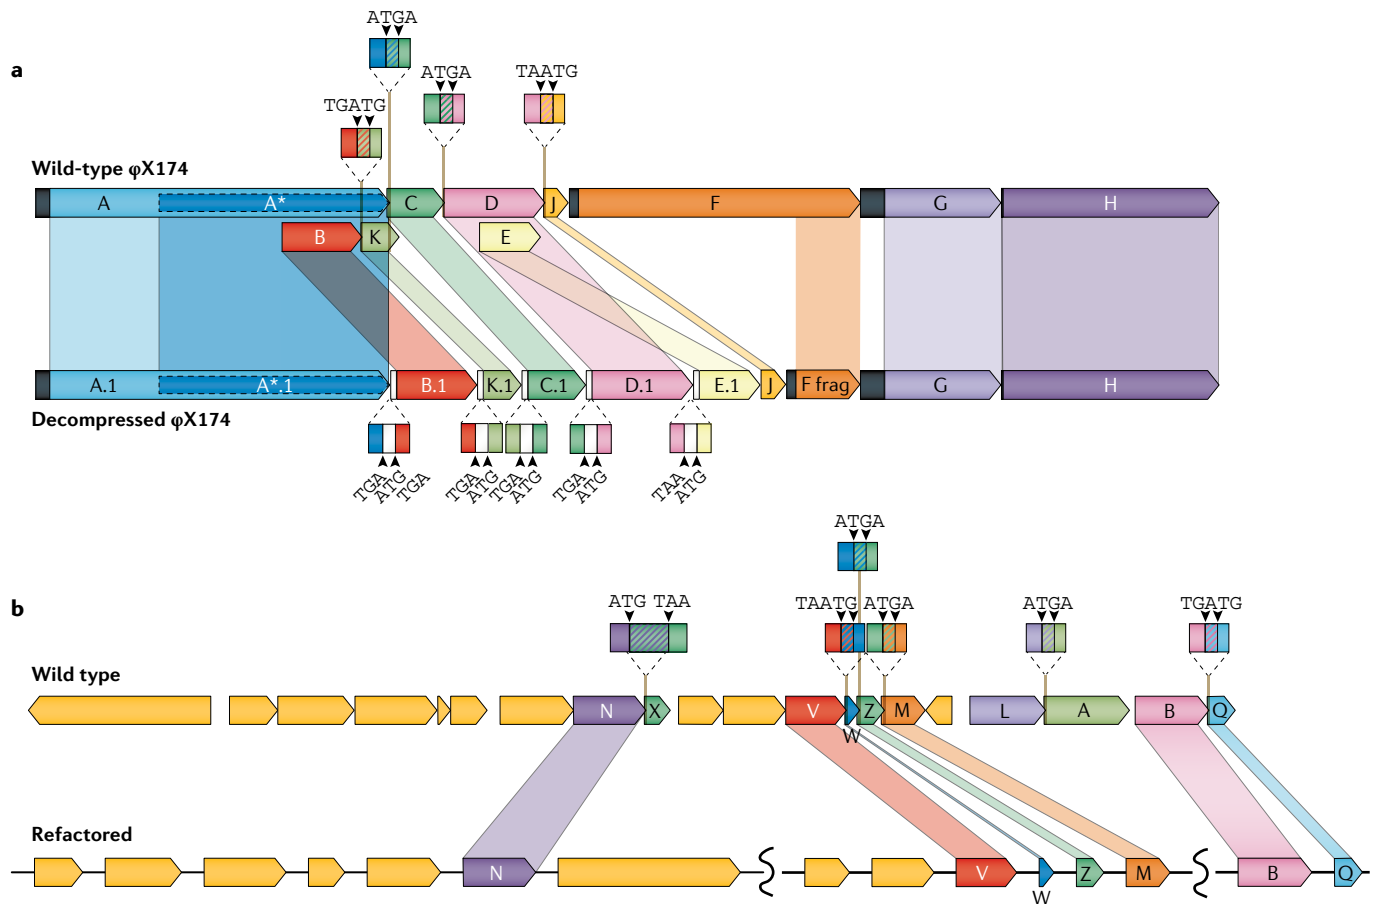 a
ATGA
ATGA
TAATG
TGATG
Wild-type φX174
A
A*
C
D
J
F
G
H
B
K
E
A.1
A*.1
B.1
K.1
C.1
D.1
E.1
J
F frag
G
H
Decompressed φX174
TGA
ATG
TGA
TGA
ATG
TGA
ATG
TGA
ATG
TAA
ATG
b
ATGA
ATG TAA
TAATG
ATGA
ATGA
TGATG
Wild type
N
X
V
W
Z
M
L
A
B
Q
Refactored
N
V
W
Z
M
B
Q